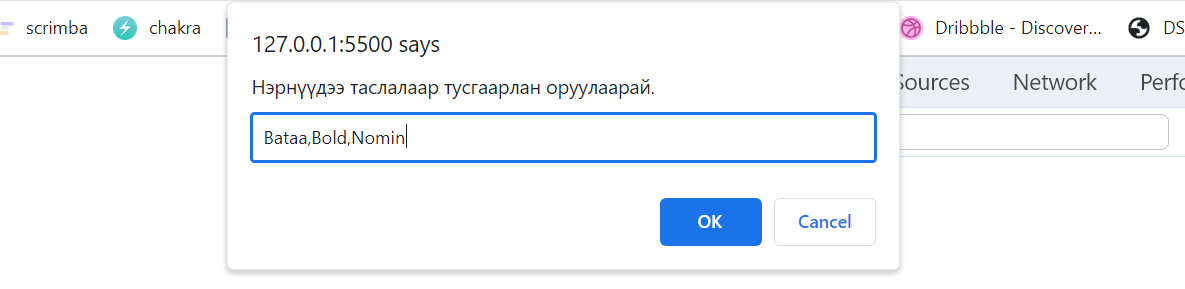 scrimba
chakra
127.0.0.1:5500 says
Dribbble - Discover...
DS
Нэрнүүдээ таслалаар тусгаарлан оруулаарай.
Sources
Network
Perfo
Bataa,Bold,Nomin
OK
Cancel